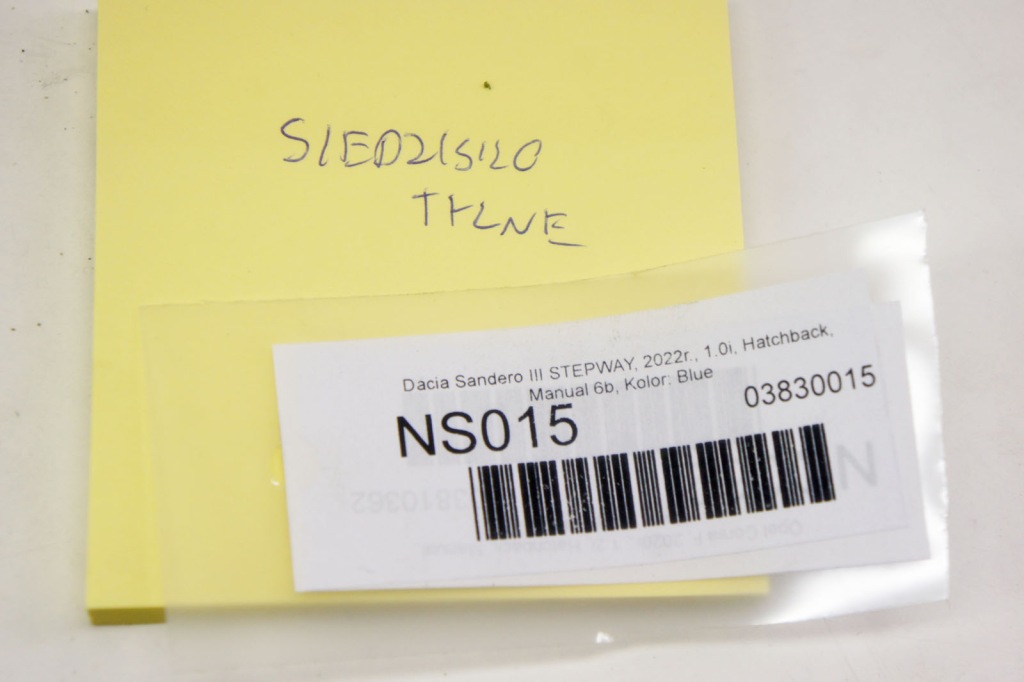 SIEDZISKO
TYLNE
Dacia Sandero III STEPWAY, 2022r., 1.0i, Hatchback,
Manual 6b, Kolor: Blue
NS015
03830015